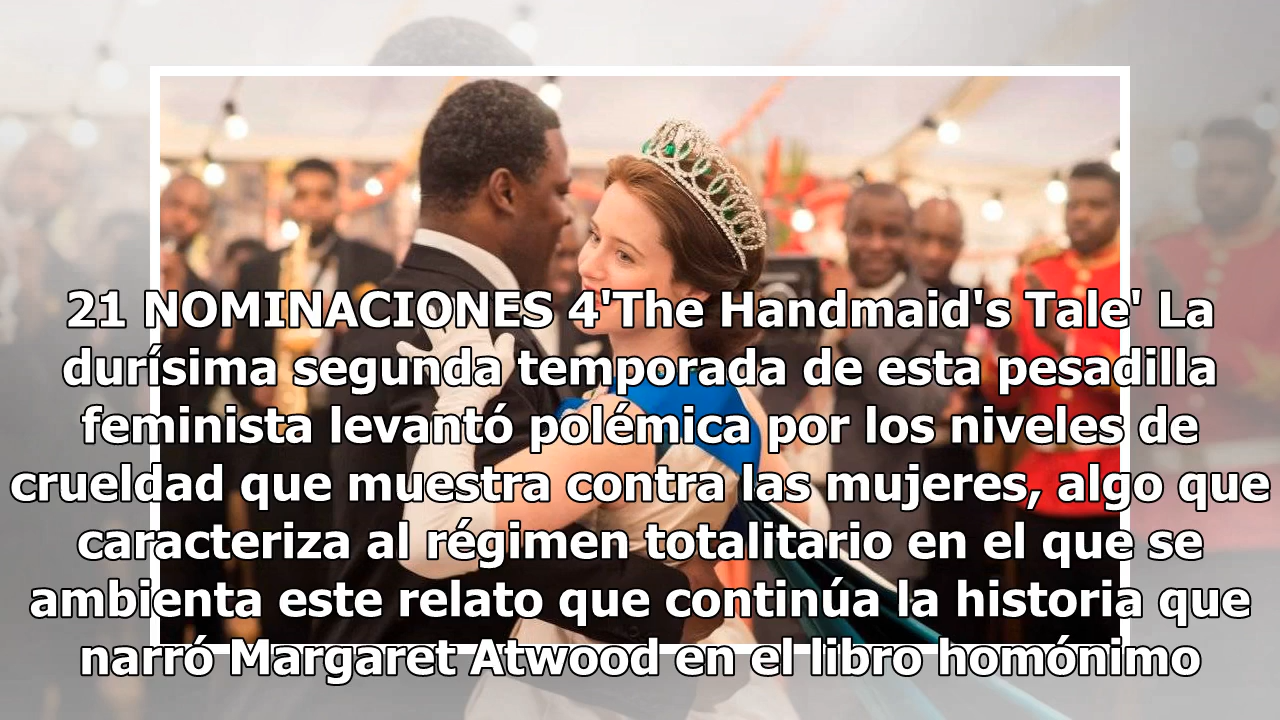 21 NOMINACIONES 4'The Handmaid's Tale' La
durísima segunda temporada de esta pesadilla
feminista levantó polémica por los niveles de
crueldad que muestra contra las mujeres, algo que
caracteriza al régimen totalitario en el que se
ambienta este relato que continúa la historia que
narró Margaret Atwood en el libro homónimo